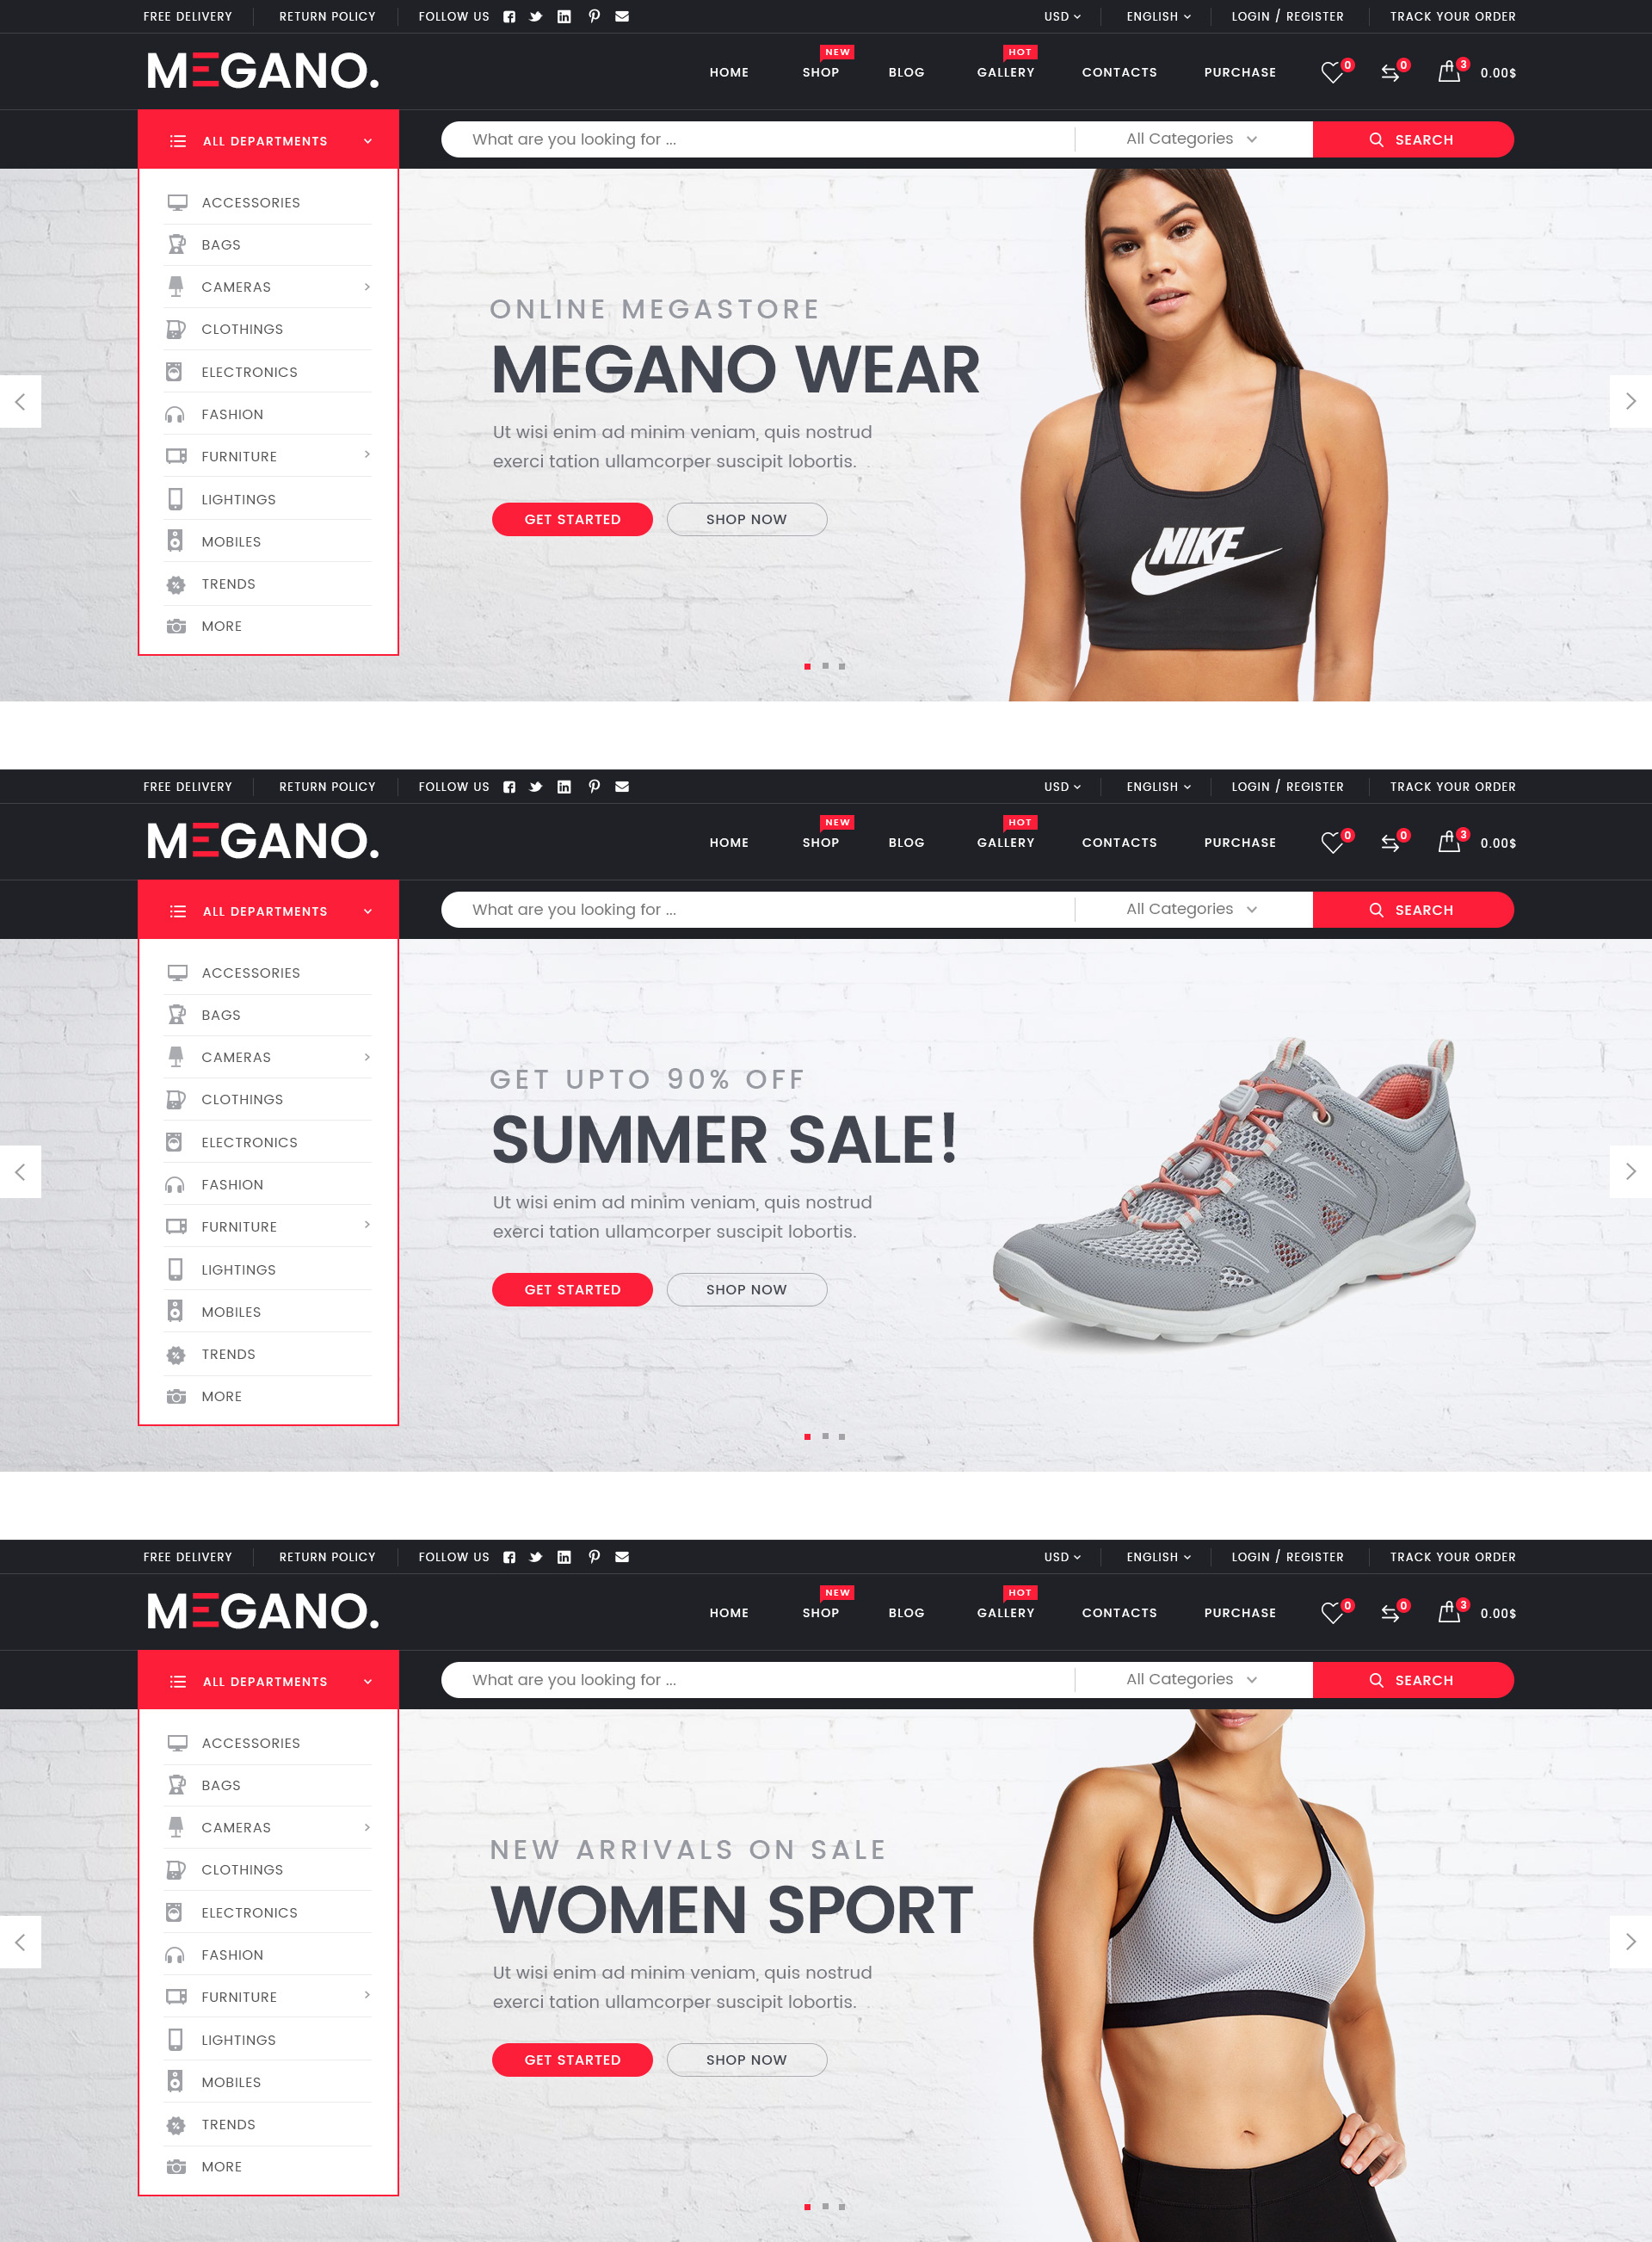 FREE DELIVERY RETURN POLICY FOLLOW US USD ENGLISH LOGIN / REGISTER TRACK YOUR ORDER
MEGANO.
NEW HOT
HOME SHOP BLOG GALLERY CONTACTS PURCHASE 0 0 3 0.00$
ALL DEPARTMENTS What are you looking for ... All Categories SEARCH
ACCESSORIES
BAGS
CAMERAS
CLOTHINGS
ELECTRONICS
FASHION
FURNITURE
LIGHTINGS
MOBILES
TRENDS
MORE
ONLINE MEGASTORE
MEGANO WEAR
Ut wisi enim ad minim veniam, quis nostrud
exerci tation ullamcorper suscipit lobortis.
GET STARTED SHOP NOW
NIKE
FREE DELIVERY RETURN POLICY FOLLOW US USD ENGLISH LOGIN / REGISTER TRACK YOUR ORDER
MEGANO.
NEW HOT
HOME SHOP BLOG GALLERY CONTACTS PURCHASE 0 0 3 0.00$
ALL DEPARTMENTS What are you looking for ... All Categories SEARCH
ACCESSORIES
BAGS
CAMERAS
CLOTHINGS
ELECTRONICS
FASHION
FURNITURE
LIGHTINGS
MOBILES
TRENDS
MORE
GET UPTO 90% OFF
SUMMER SALE!
Ut wisi enim ad minim veniam, quis nostrud
exerci tation ullamcorper suscipit lobortis.
GET STARTED SHOP NOW
FREE DELIVERY RETURN POLICY FOLLOW US USD ENGLISH LOGIN / REGISTER TRACK YOUR ORDER
MEGANO.
NEW HOT
HOME SHOP BLOG GALLERY CONTACTS PURCHASE 0 0 3 0.00$
ALL DEPARTMENTS What are you looking for ... All Categories SEARCH
ACCESSORIES
BAGS
CAMERAS
CLOTHINGS
ELECTRONICS
FASHION
FURNITURE
LIGHTINGS
MOBILES
TRENDS
MORE
NEW ARRIVALS ON SALE
WOMEN SPORT
Ut wisi enim ad minim veniam, quis nostrud
exerci tation ullamcorper suscipit lobortis.
GET STARTED SHOP NOW